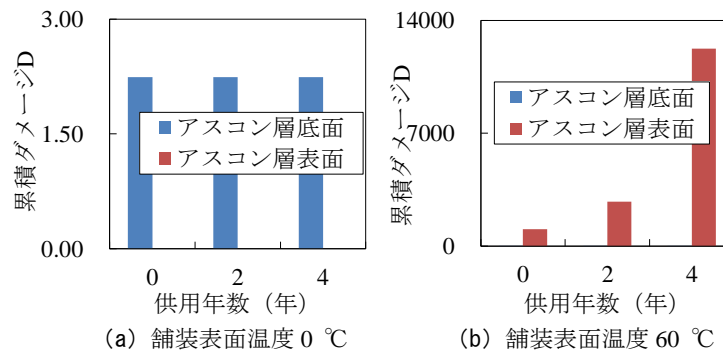 3.00
1.50
0.00
累積ダメージD
アスコン層底面
アスコン層表面
0 2 4
供用年数（年）
(a) 舗装表面温度 0 ℃
14000
7000
0
累積ダメージD
アスコン層底面
アスコン層表面
0 2 4
供用年数（年）
(b) 舗装表面温度 60 ℃